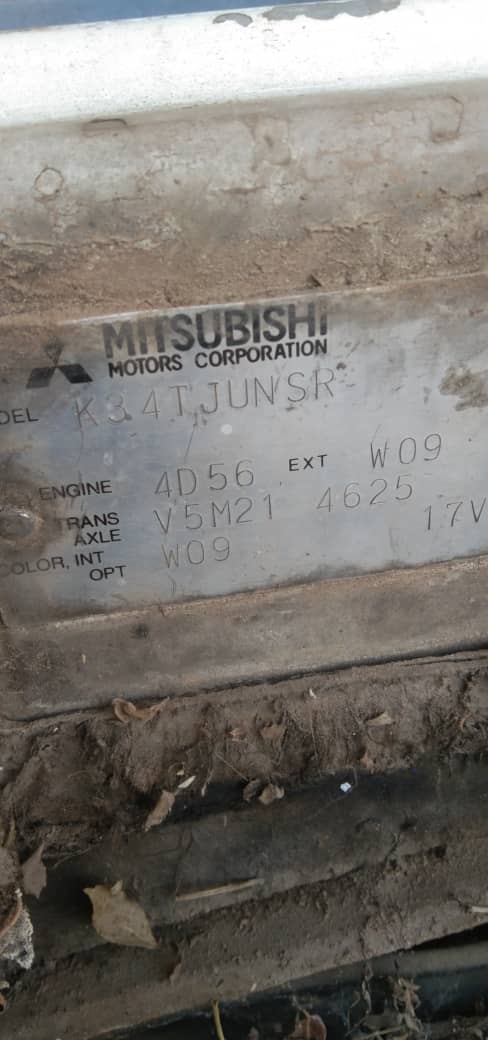 MITSUBISHI
MOTORS CORPORATION
DEL K34TJUNSR
ENGINE 4D56 EXT W09
TRANS AXLE V5M21 4625
COLOR, INT W09 17V
OPT